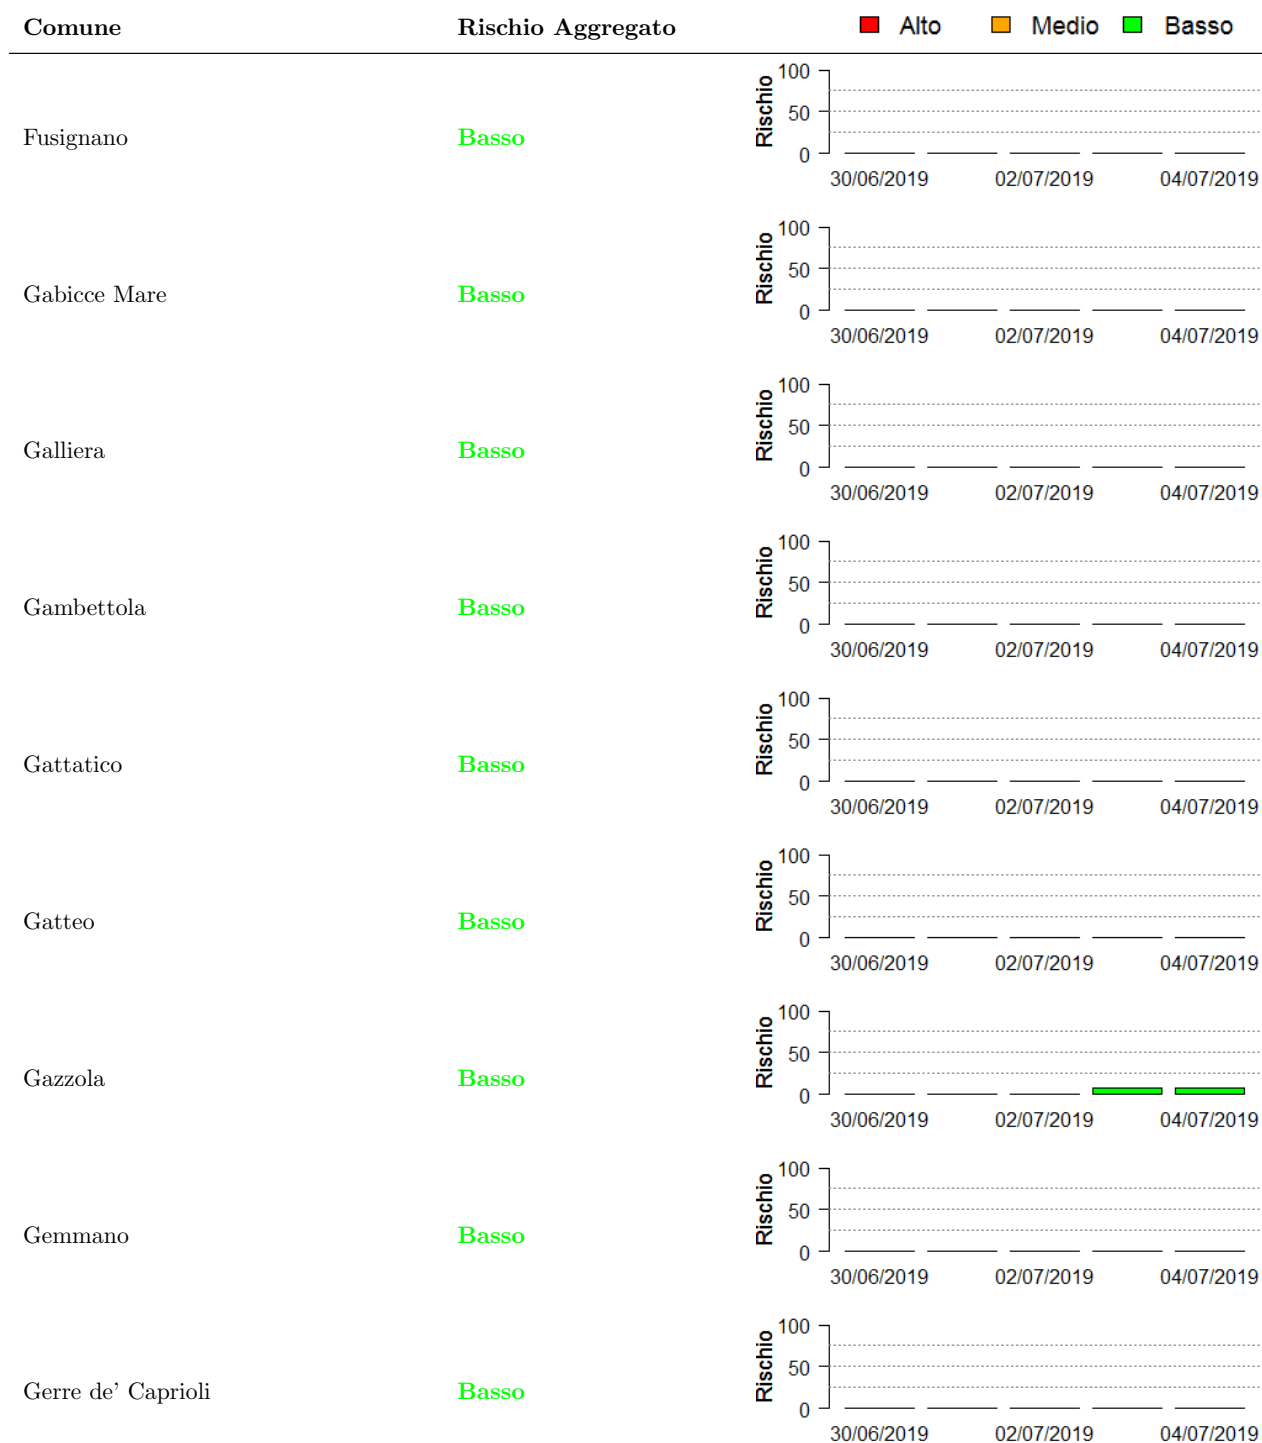 Comune Rischio Aggregato Alto Medio Basso
100
50
0
Rischio
Fusignano Basso
30/06/2019 02/07/2019 04/07/2019
100
50
0
Rischio
Gabicce Mare Basso
30/06/2019 02/07/2019 04/07/2019
100
50
0
Rischio
Galliera Basso
30/06/2019 02/07/2019 04/07/2019
100
50
0
Rischio
Gambettola Basso
30/06/2019 02/07/2019 04/07/2019
100
50
0
Rischio
Gattatico Basso
30/06/2019 02/07/2019 04/07/2019
100
50
0
Rischio
Gatteo Basso
30/06/2019 02/07/2019 04/07/2019
100
50
0
Rischio
Gazzola Basso
30/06/2019 02/07/2019 04/07/2019
100
50
0
Rischio
Gemmano Basso
30/06/2019 02/07/2019 04/07/2019
100
50
0
Rischio
Gerre de' Caprioli Basso
30/06/2019 02/07/2019 04/07/2019